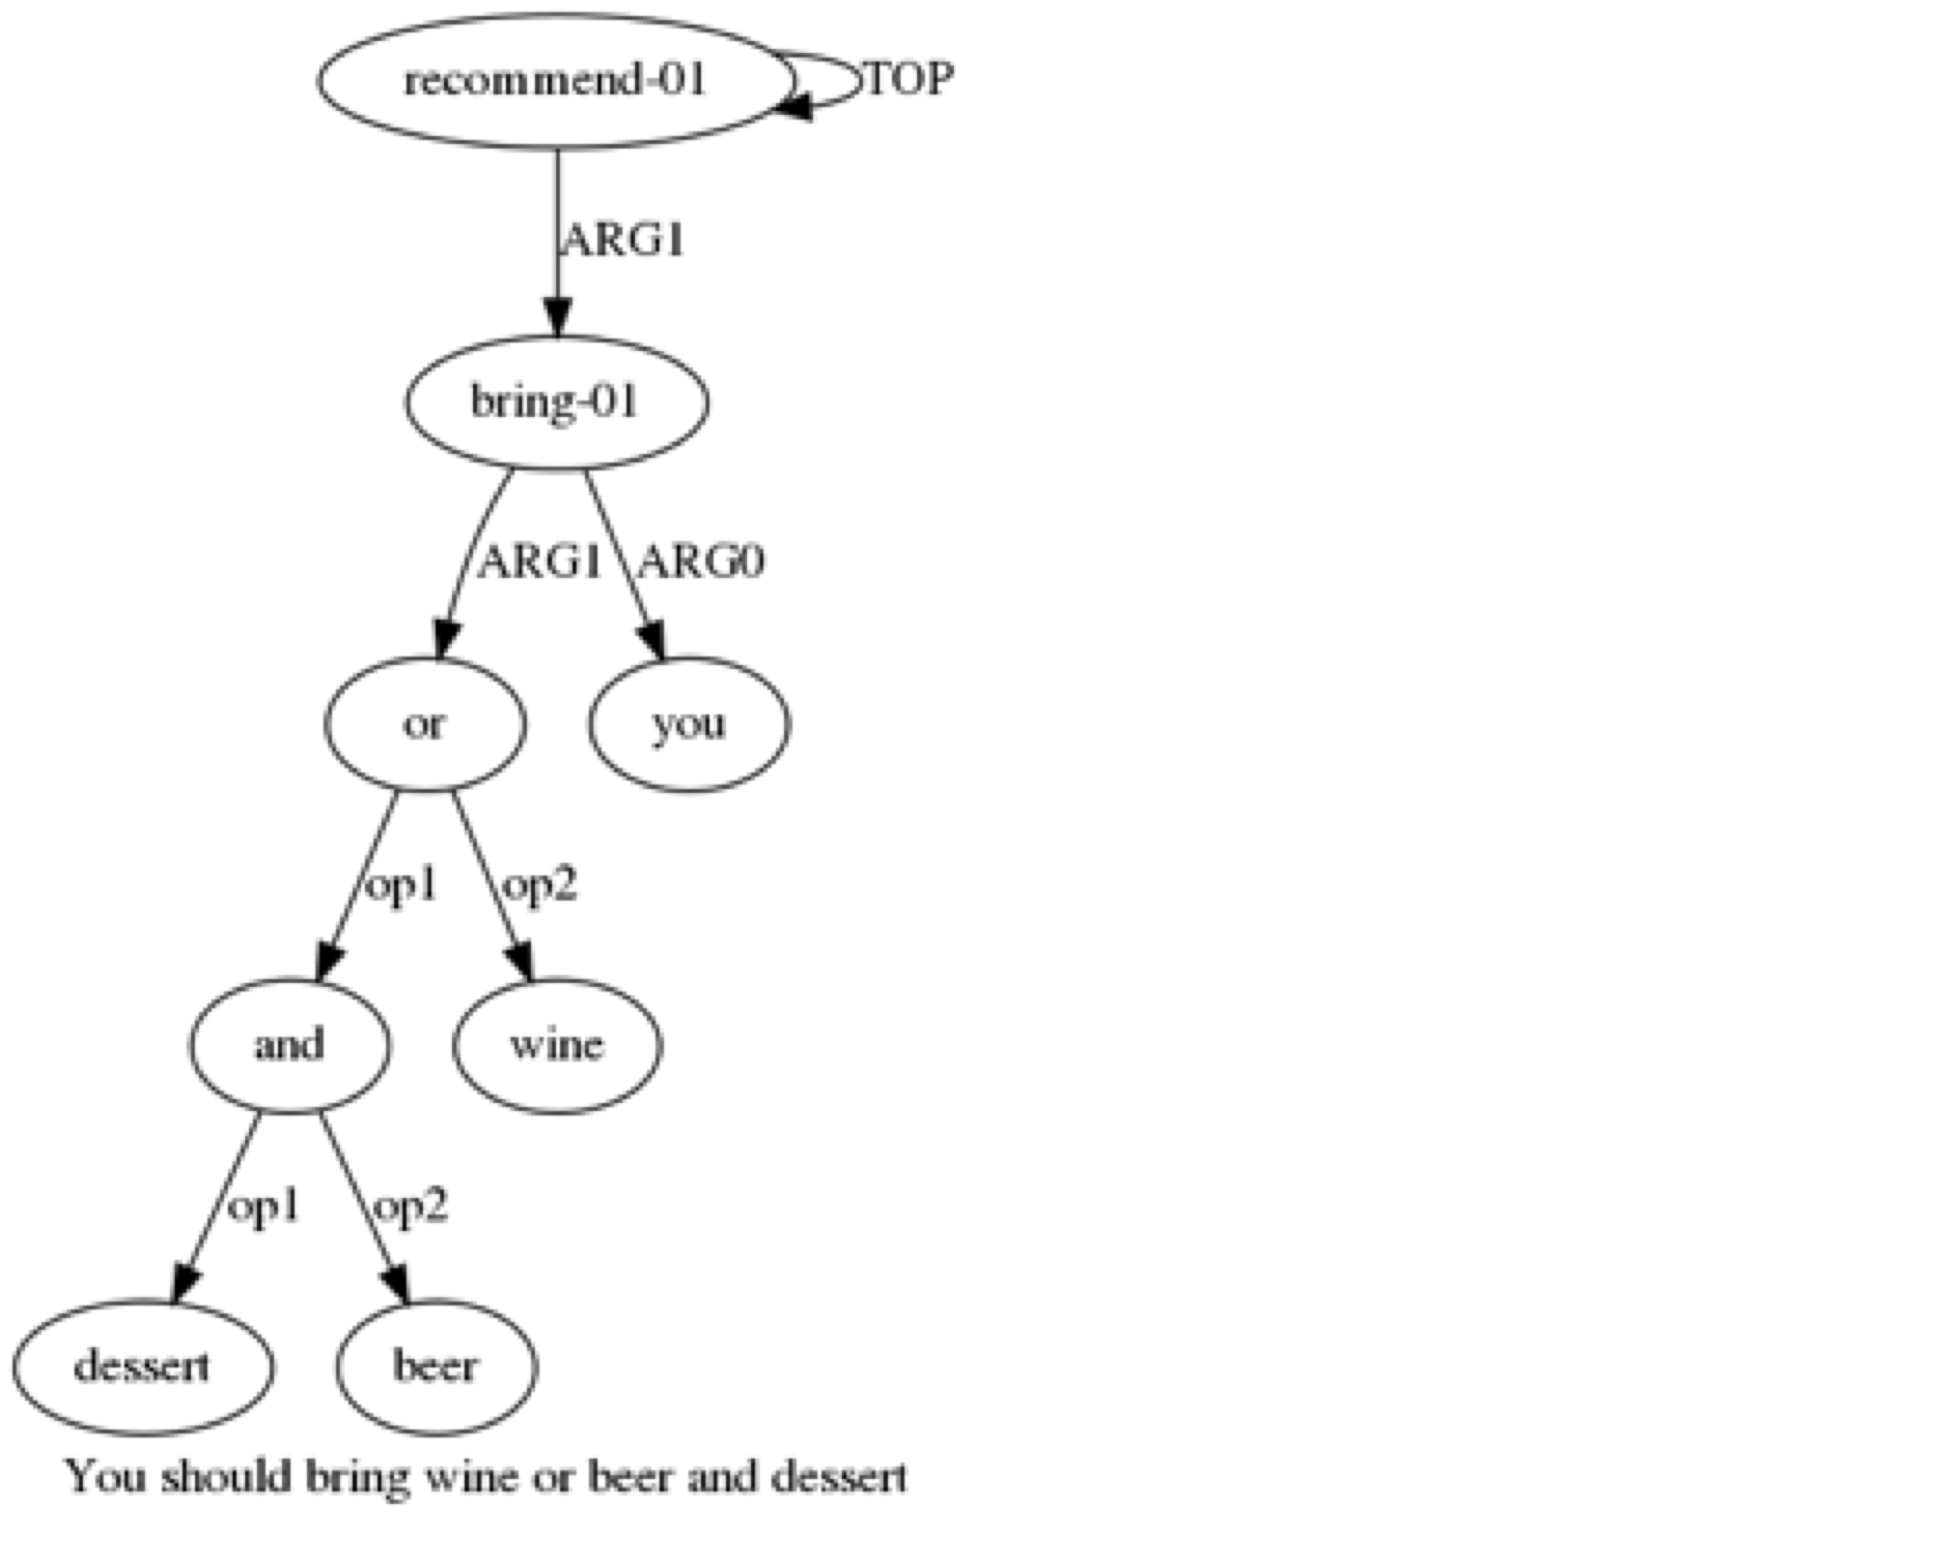 recommend-01
TOP
ARG1
bring-01
ARG1 ARG0
or you
op1 op2
and wine
op1 op2
dessert beer
You should bring wine or beer and dessert